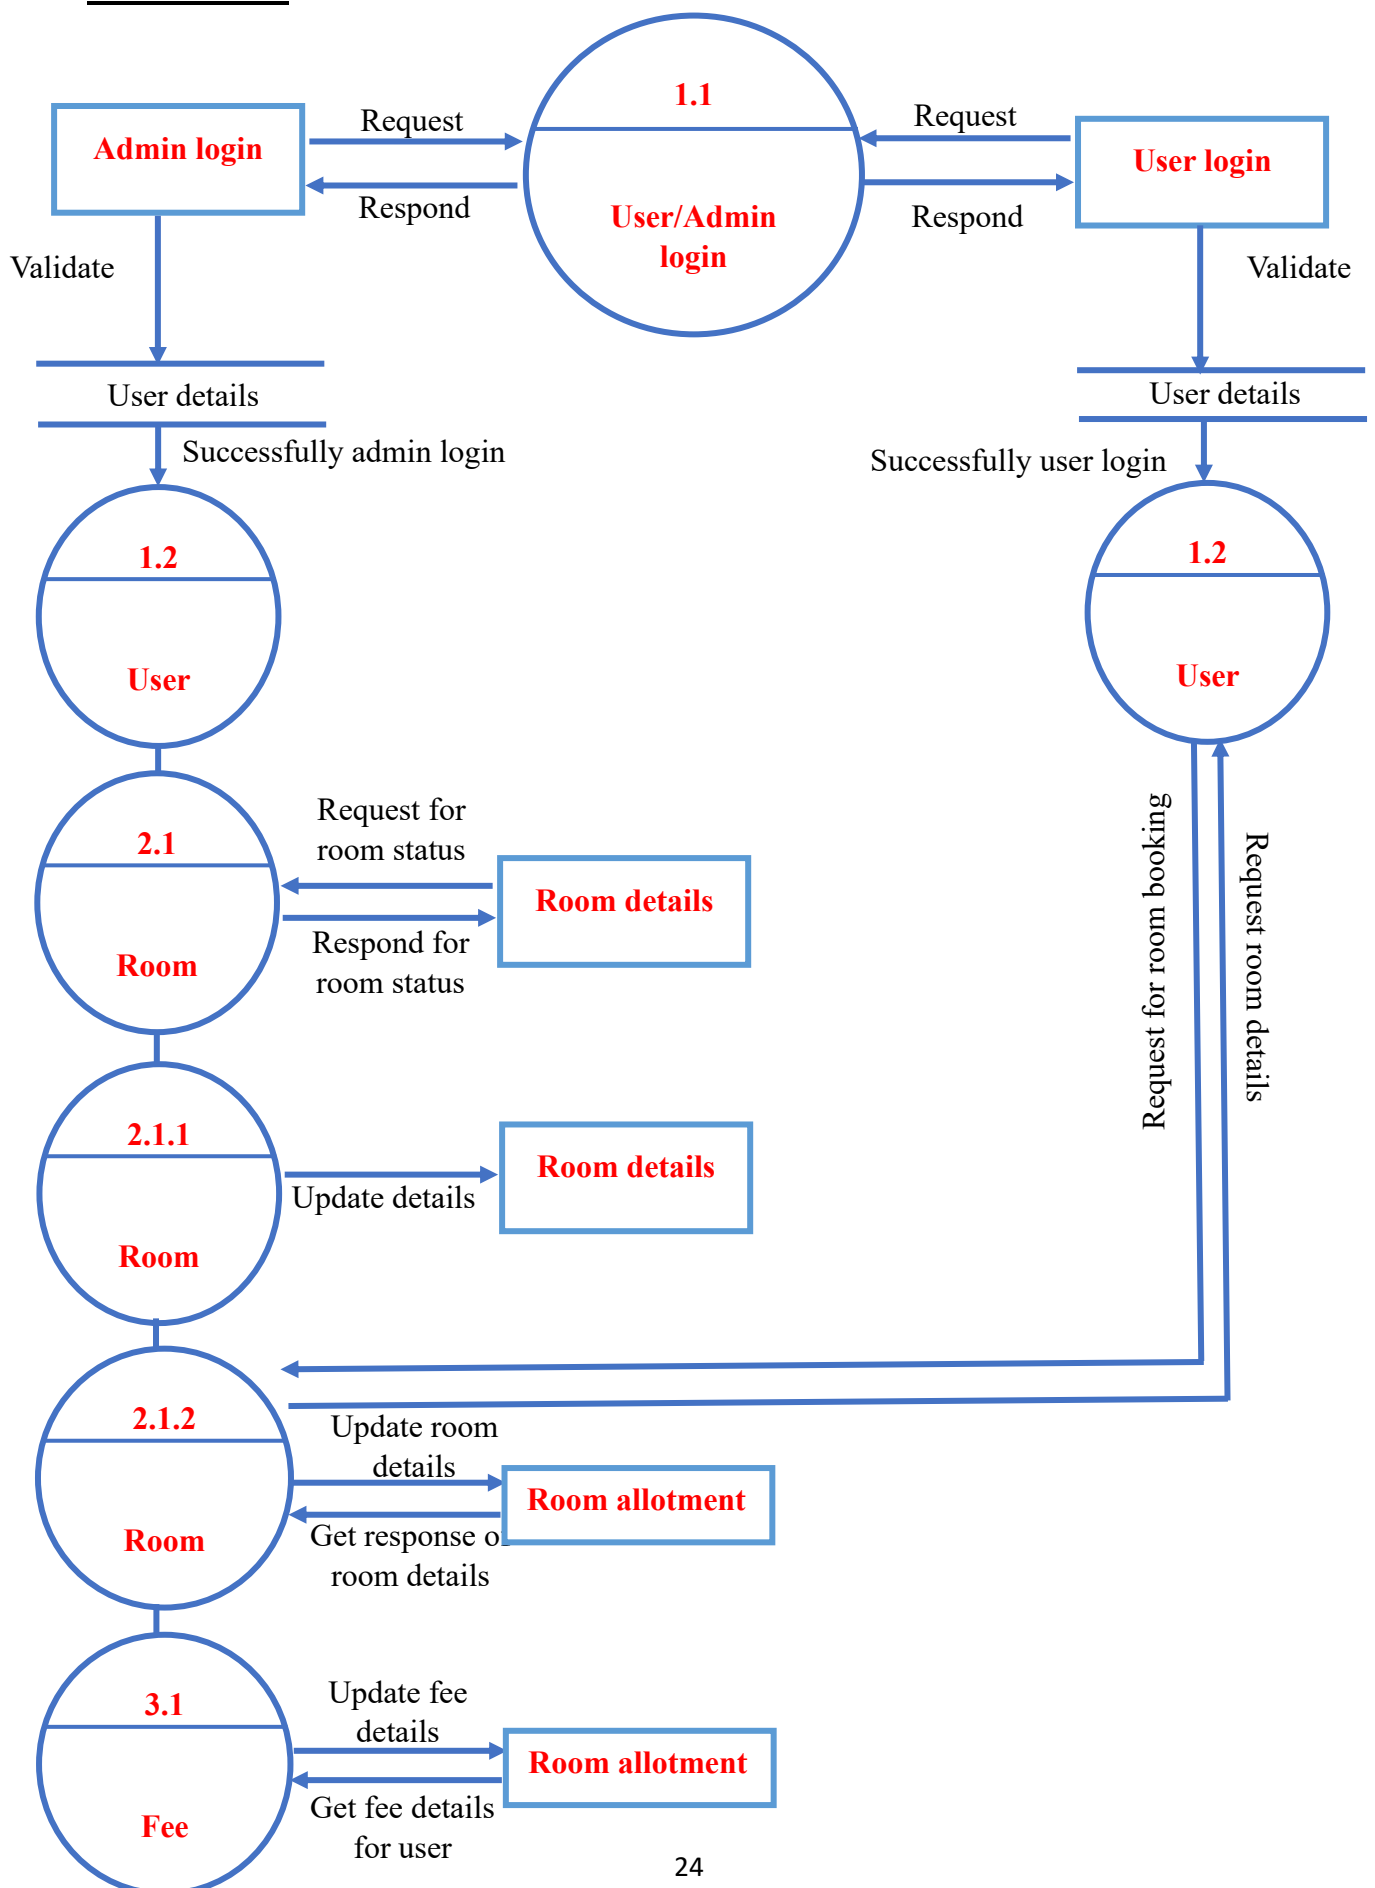 1.1
Request
Request
Admin login
User login
Respond
Respond
User/Admin
login
Validate
Validate
User details
User details
Successfully admin login
Successfully user login
1.2
1.2
User
User
Request for
room status
2.1
Room details
Respond for
room status
Room
Request for room booking
Request room details
2.1.1
Room details
Update details
Room
2.1.2
Update room
details
Room allotment
Get response
room details
Room
3.1
Update fee
details
Room allotment
Get fee details
for user
Fee
24